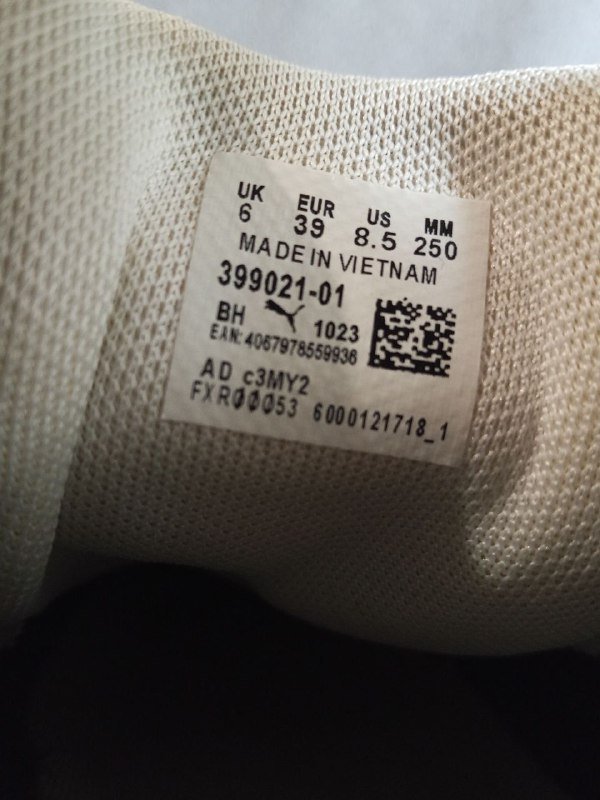 UK EUR US MM
6 39 8.5 250
MADE IN VIETNAM
399021-01
BH 1023
EAN:4067978559936
AD c3MY2
FXR00053 6000121718_1